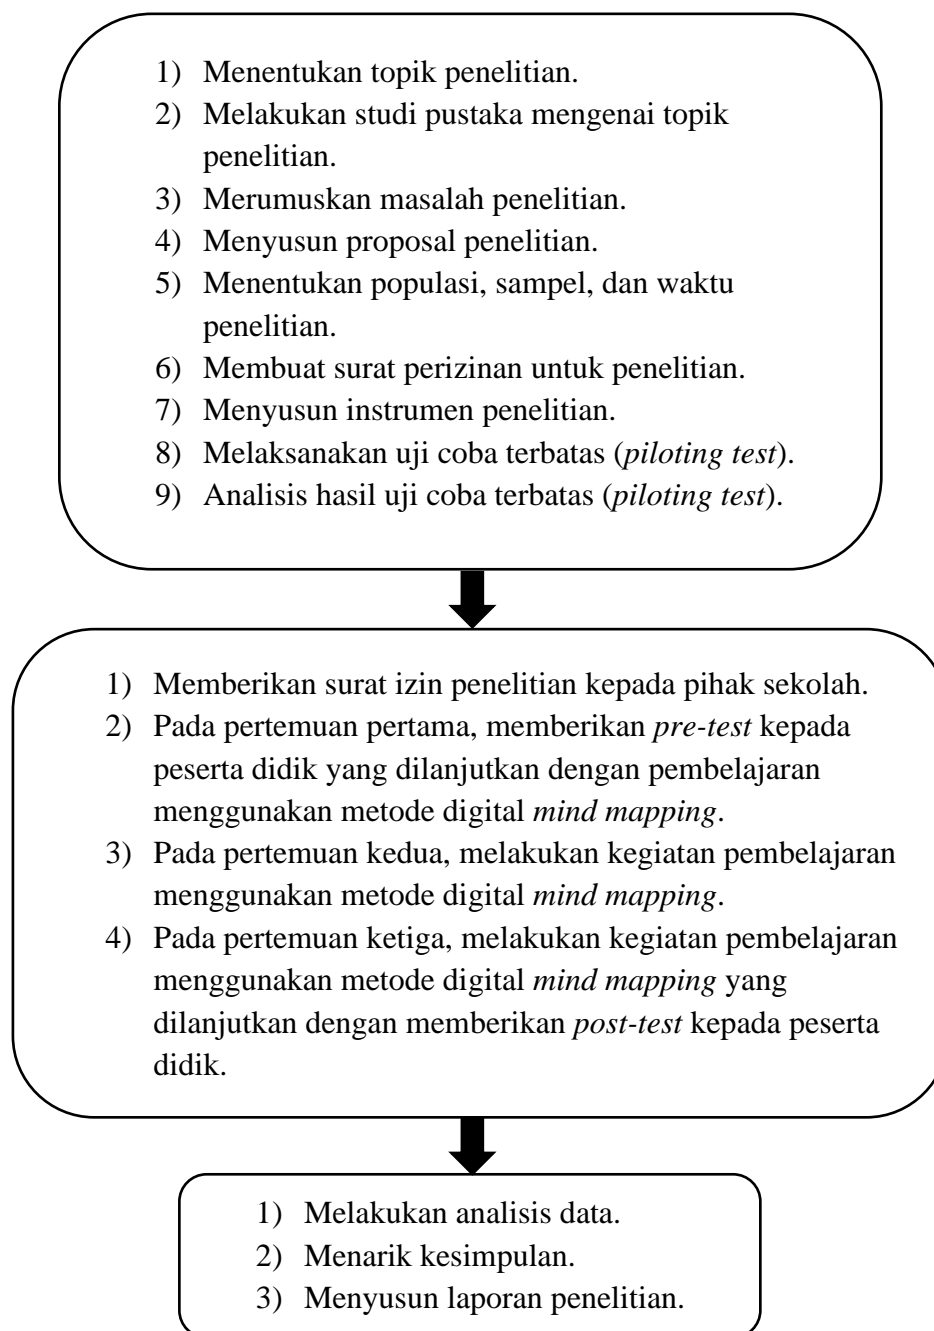 1) Menentukan topik penelitian.
2) Melakukan studi pustaka mengenai topik
penelitian.
3) Merumuskan masalah penelitian.
4) Menyusun proposal penelitian.
5) Menentukan populasi, sampel, dan waktu
penelitian.
6) Membuat surat perizinan untuk penelitian.
7) Menyusun instrumen penelitian.
8) Melaksanakan uji coba terbatas (piloting test).
9) Analisis hasil uji coba terbatas (piloting test).
1) Memberikan surat izin penelitian kepada pihak sekolah.
2) Pada pertemuan pertama, memberikan pre-test kepada
peserta didik yang dilanjutkan dengan pembelajaran
menggunakan metode digital mind mapping.
3) Pada pertemuan kedua, melakukan kegiatan pembelajaran
menggunakan metode digital mind mapping.
4) Pada pertemuan ketiga, melakukan kegiatan pembelajaran
menggunakan metode digital mind mapping yang
dilanjutkan dengan memberikan post-test kepada peserta
didik.
1) Melakukan analisis data.
2) Menarik kesimpulan.
3) Menyusun laporan penelitian.